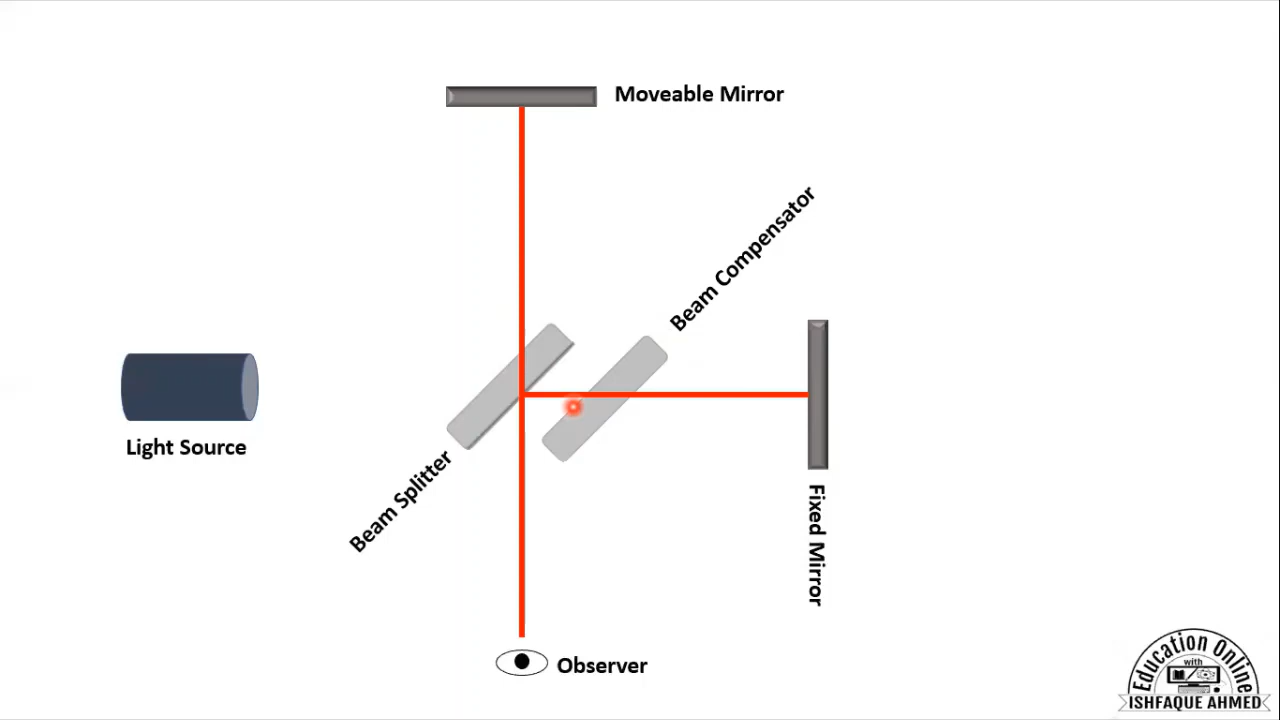 Moveable Mirror
Beam Compensator
Light Source
Beam Splitter
Fixed Mirror
Observer
Education Online
with
ISHFAQUE AHMED